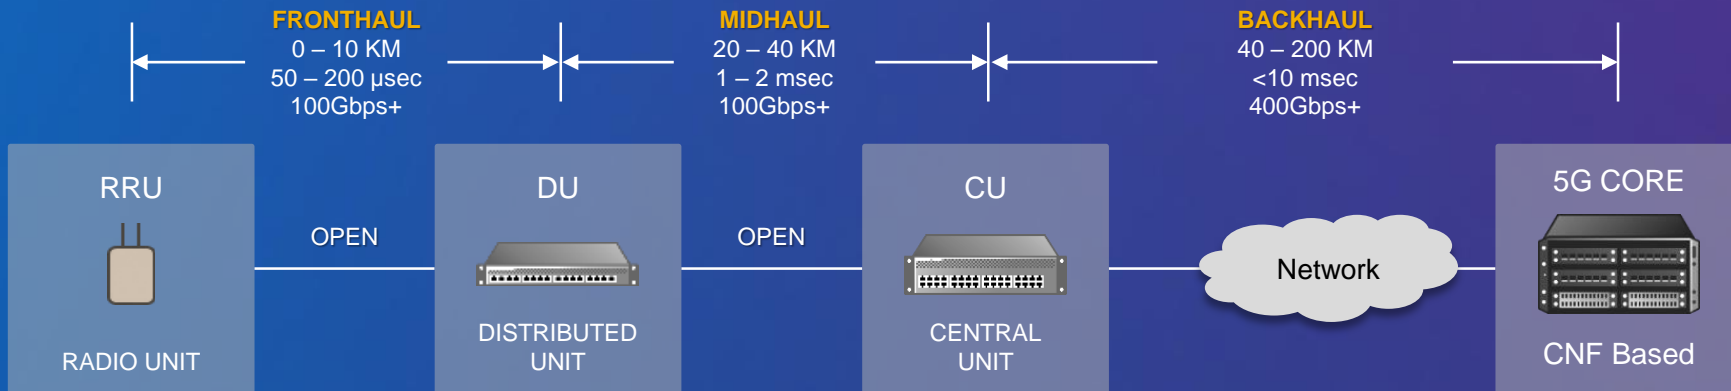 FRONTHAUL
0 – 10 KM
50 – 200 µsec
100Gbps+
MIDHAUL
20 – 40 KM
1 – 2 msec
100Gbps+
BACKHAUL
40 – 200 KM
<10 msec
400Gbps+
RRU
RADIO UNIT
OPEN
DU
DISTRIBUTED
UNIT
OPEN
CU
CENTRAL
UNIT
Network
5G CORE
CNF Based